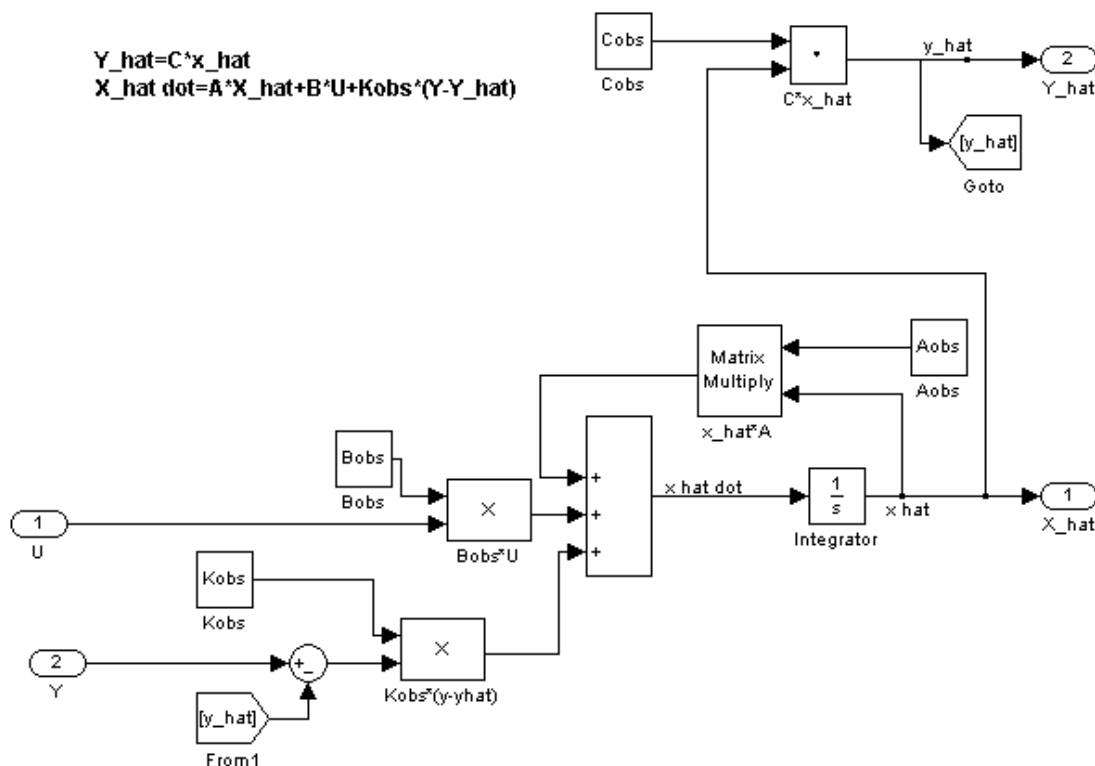 Y_hat=C*x_hat
X_hat dot=A*X_hat+B*U+Kobs*(Y-Y_hat)
Cobs
Cobs
C*x_hat
y_hat
2
Y_hat
[y_hat]
Goto
Matrix
Multiply
x_hat*A
Aobs
Aobs
Bobs
Bobs
1
U
×
Bobs*U
+
+
+
x hat dot
1
s
Integrator
x hat
1
X_hat
Kobs
Kobs
2
Y
+
-
×
Kobs*(y-yhat)
[y_hat]
From1